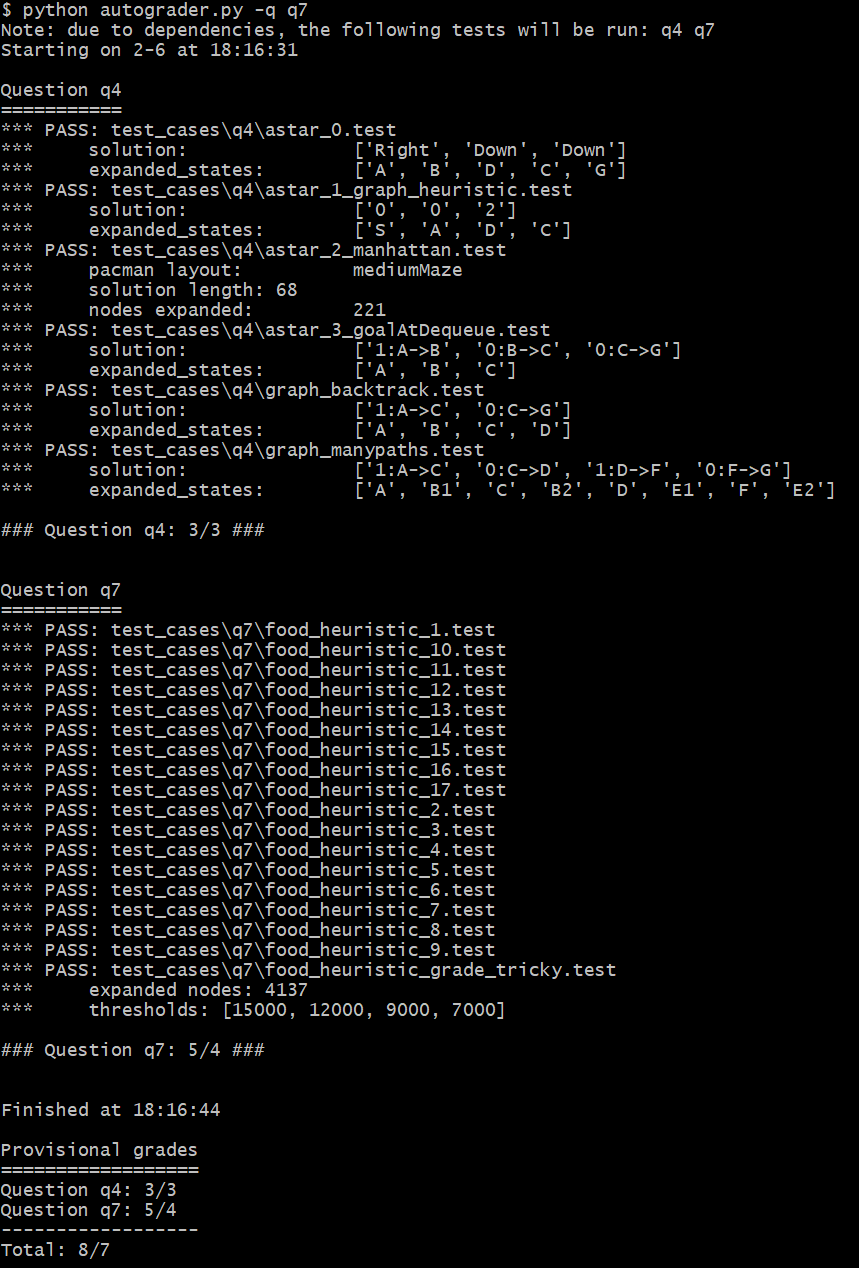 $ python autograder.py -q q7
Note: due to dependencies, the following tests will be run: q4 q7
Starting on 2-6 at 18:16:31

Question q4
===========
*** PASS: test_cases\q4\astar_0.test
***     solution:               ['Right', 'Down', 'Down']
***     expanded_states:        ['A', 'B', 'D', 'C', 'G']
*** PASS: test_cases\q4\astar_1_graph_heuristic.test
***     solution:               ['0', '0', '2']
***     expanded_states:        ['S', 'A', 'D', 'C']
*** PASS: test_cases\q4\astar_2_manhattan.test
***     pacman layout:          mediumMaze
***     solution length: 68
***     nodes expanded:         221
*** PASS: test_cases\q4\astar_3_goalAtDequeue.test
***     solution:               ['1:A->B', '0:B->C', '0:C->G']
***     expanded_states:        ['A', 'B', 'C']
*** PASS: test_cases\q4\graph_backtrack.test
***     solution:               ['1:A->C', '0:C->G']
***     expanded_states:        ['A', 'B', 'C', 'D']
*** PASS: test_cases\q4\graph_manypaths.test
***     solution:               ['1:A->C', '0:C->D', '1:D->F', '0:F->G']
***     expanded_states:        ['A', 'B1', 'C', 'B2', 'D', 'E1', 'F', 'E2']

### Question q4: 3/3 ###


Question q7
===========
*** PASS: test_cases\q7\food_heuristic_1.test
*** PASS: test_cases\q7\food_heuristic_10.test
*** PASS: test_cases\q7\food_heuristic_11.test
*** PASS: test_cases\q7\food_heuristic_12.test
*** PASS: test_cases\q7\food_heuristic_13.test
*** PASS: test_cases\q7\food_heuristic_14.test
*** PASS: test_cases\q7\food_heuristic_15.test
*** PASS: test_cases\q7\food_heuristic_16.test
*** PASS: test_cases\q7\food_heuristic_17.test
*** PASS: test_cases\q7\food_heuristic_2.test
*** PASS: test_cases\q7\food_heuristic_3.test
*** PASS: test_cases\q7\food_heuristic_4.test
*** PASS: test_cases\q7\food_heuristic_5.test
*** PASS: test_cases\q7\food_heuristic_6.test
*** PASS: test_cases\q7\food_heuristic_7.test
*** PASS: test_cases\q7\food_heuristic_8.test
*** PASS: test_cases\q7\food_heuristic_9.test
*** PASS: test_cases\q7\food_heuristic_grade_tricky.test
***     expanded nodes: 4137
***     thresholds: [15000, 12000, 9000, 7000]

### Question q7: 5/4 ###


Finished at 18:16:44

Provisional grades
==================
Question q4: 3/3
Question q7: 5/4
------------------
Total: 8/7